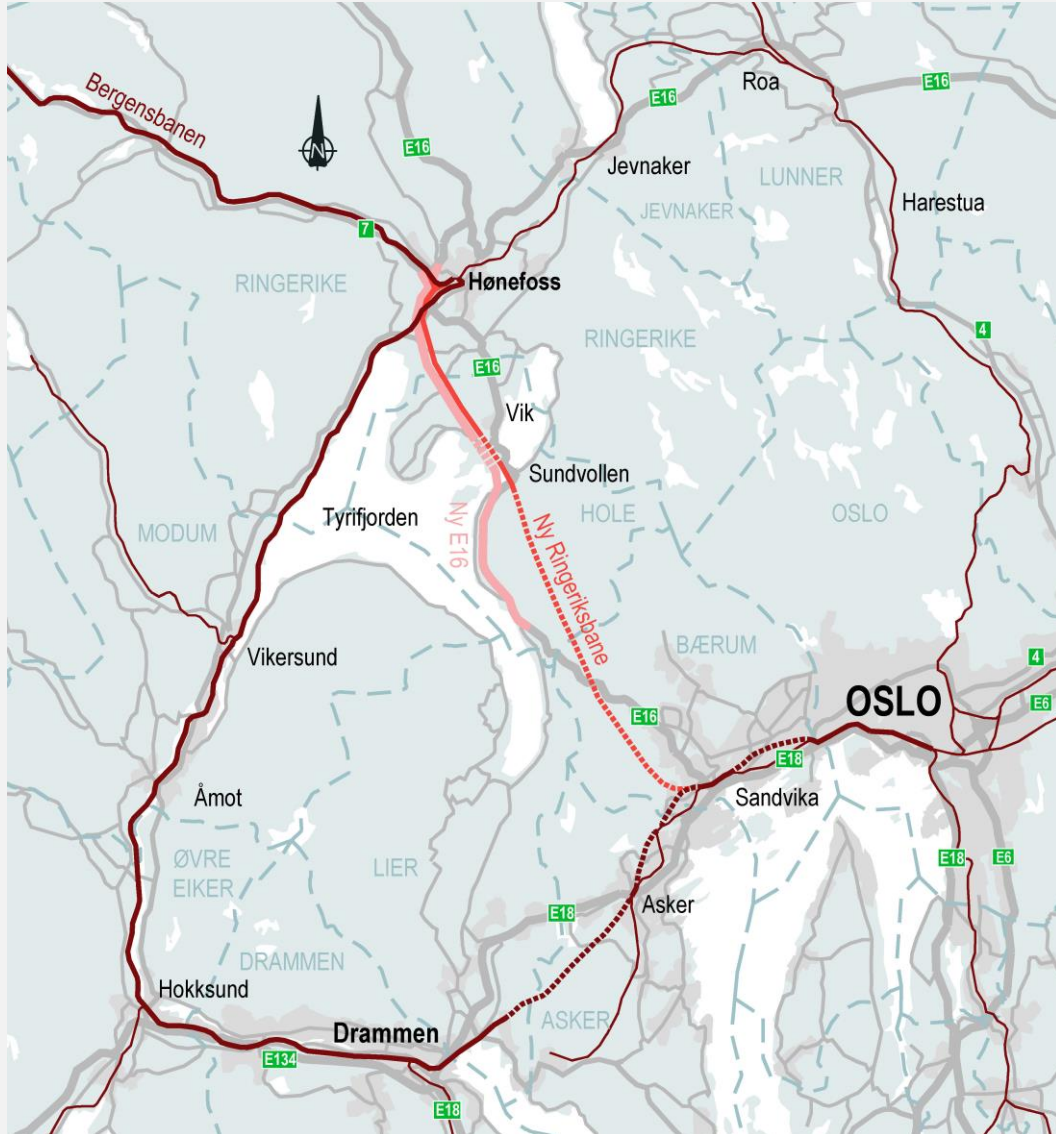 Roa
E16
E16
Bergensbanen
N
E16
Jevnaker
LUNNER
JEVNAKER
Harestua
7
RINGERIKE
Hønefoss
4
RINGERIKE
E16
Vik
Sundvollen
HOLE
OSLO
Tyrifjorden
MODUM
Ny E16
Ny Ringeriksbane
BÆRUM
Vikersund
4
E6
OSLO
E16
E18
Sandvika
Åmot
ØVRE
EIKER
LIER
E18
E6
Asker
E18
DRAMMEN
Hokksund
Drammen
ASKER
E134
E18